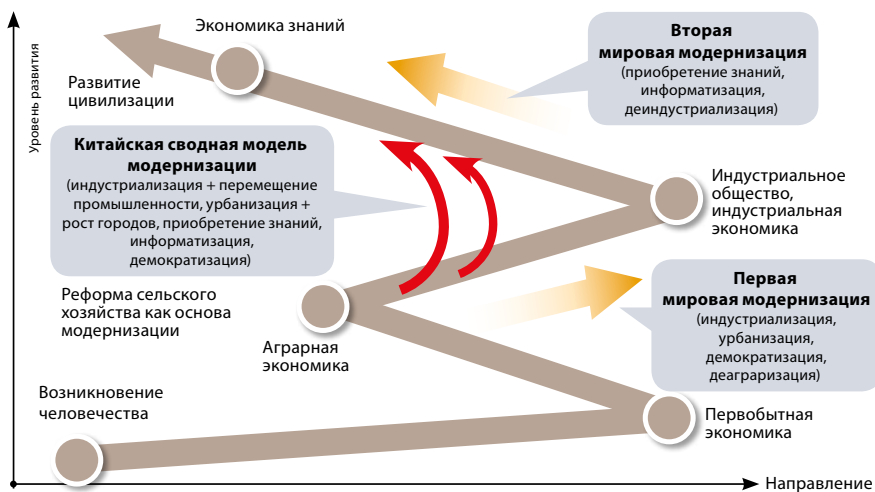 Уровень развития
Экономика знаний
Развитие
цивилизации
Вторая
мировая модернизация
(приобретение знаний,
информатизация,
деиндустриализация)
Китайская сводная модель
модернизации
(индустриализация + перемещение
промышленности, урбанизация +
рост городов, приобретение знаний,
информатизация,
демократизация)
Индустриальное
общество,
индустриальная
экономика
Реформа сельского
хозяйства как основа
модернизации
Аграрная
экономика
Первая
мировая модернизация
(индустриализация,
урбанизация,
демократизация,
деаграризация)
Возникновение
человечества
Первобытная
экономика
Направление